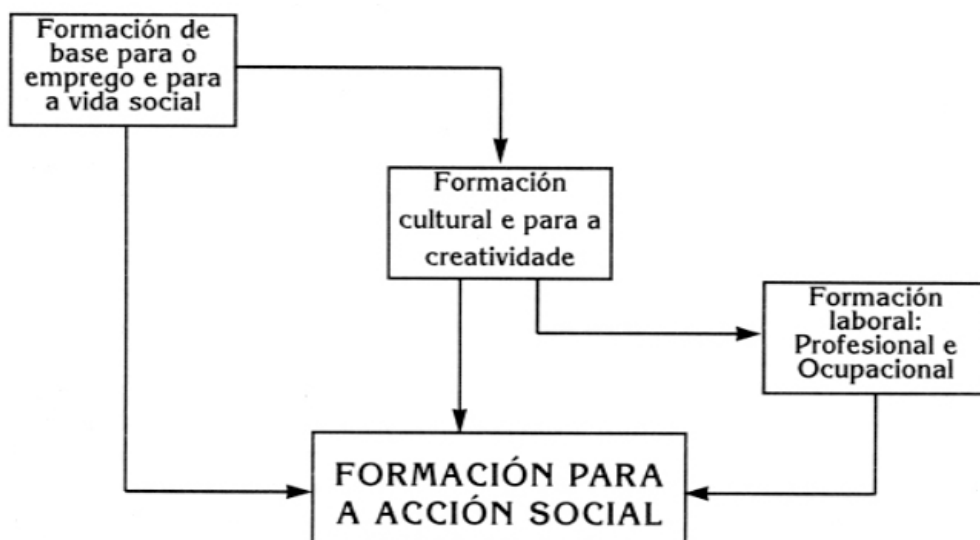 Formación de
base para o
emprego e para
a vida social
Formación
cultural e para a
creatividade
Formación
laboral:
Profesional e
Ocupacional
FORMACIÓN PARA
A ACCIÓN SOCIAL